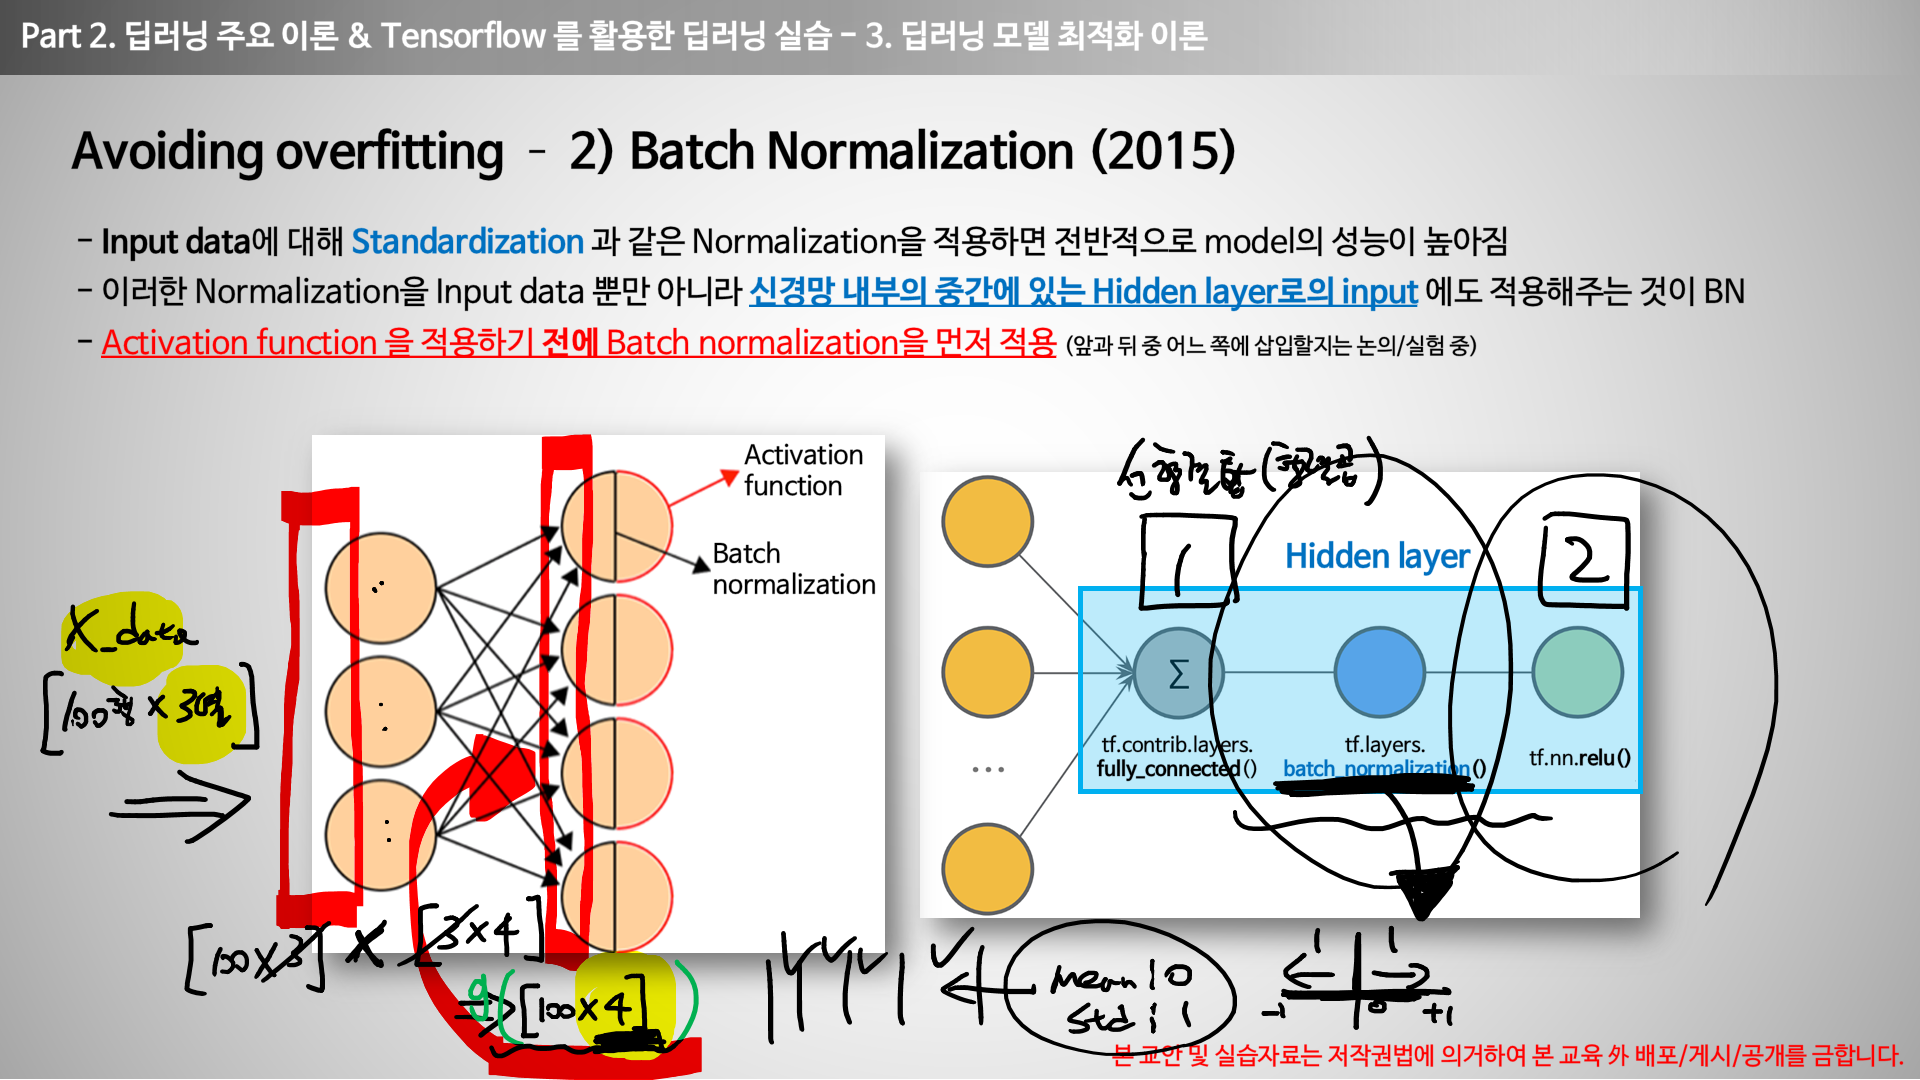 Part 2. 딥러닝 주요 이론 & Tensorflow 를 활용한 딥러닝 실습 – 3. 딥러닝 모델 최적화 이론
Avoiding overfitting - 2) Batch Normalization (2015)
- Input data에 대해 Standardization 과 같은 Normalization을 적용하면 전반적으로 model의 성능이 높아짐
- 이러한 Normalization을 Input data 뿐만 아니라 신경망 내부의 중간에 있는 Hidden layer로의 input 에도 적용해주는 것이 BN
- Activation function 을 적용하기 전에 Batch normalization을 먼저 적용 (앞과 뒤 중 어느 쪽에 삽입할지는 논의/실험 중)
Activation
function
Batch
normalization
X_data
[100행 x 3열]
[100x3] x [3x4]
=> g([100x4])
선형결합 (행렬곱)
1
Hidden layer
2
Σ
tf.contrib.layers.
fully_connected()
tf.layers.
batch_normalization()
tf.nn.relu()
...
mean: 0
std: 1
1 1
-1 0 +1
본 교안 및 실습자료는 저작권법에 의거하여 본 교육 外 배포/게시/공개를 금합니다.